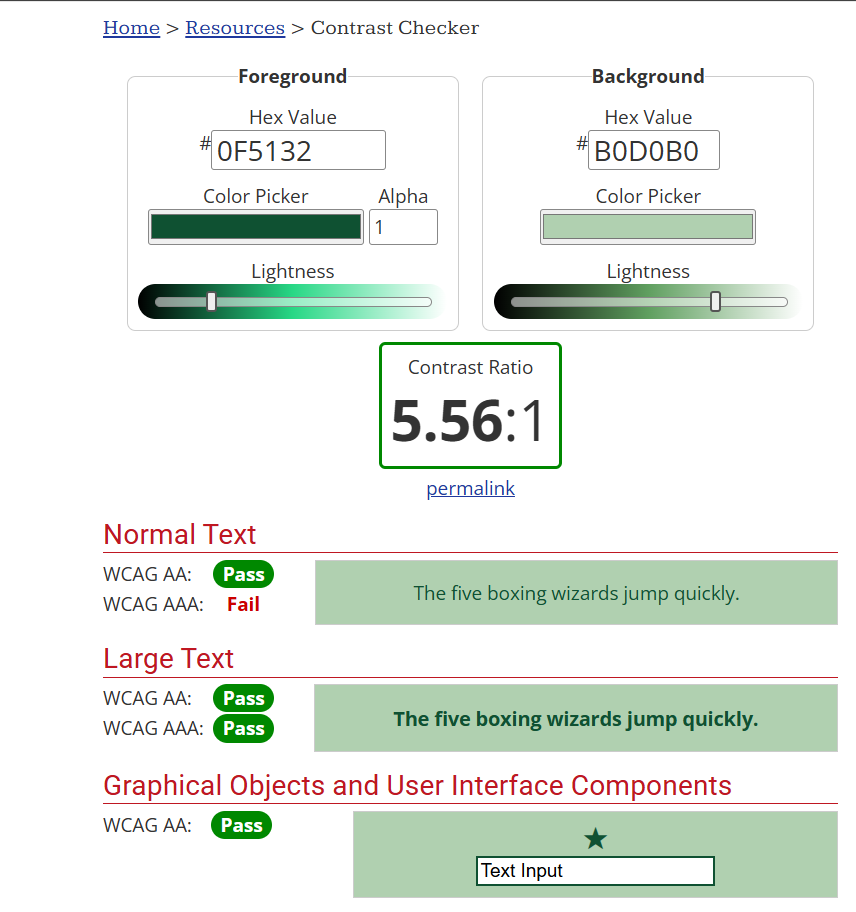 Home > Resources > Contrast Checker
Foreground
Hex Value
#0F5132
Color Picker
Alpha
1
Lightness
Background
Hex Value
#B0D0B0
Color Picker
Lightness
Contrast Ratio
5.56:1
permalink
Normal Text
WCAG AA: Pass
WCAG AAA: Fail
The five boxing wizards jump quickly.
Large Text
WCAG AA: Pass
WCAG AAA: Pass
The five boxing wizards jump quickly.
Graphical Objects and User Interface Components
WCAG AA: Pass
Text Input